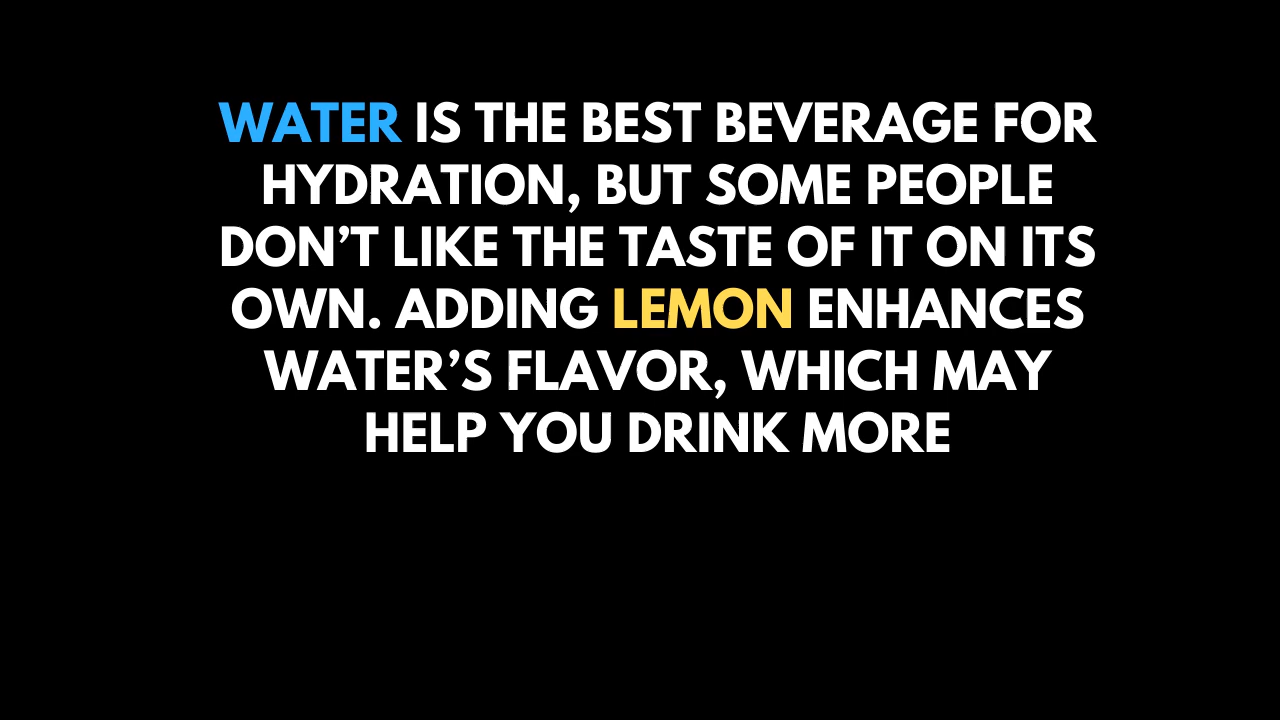 WATER IS THE BEST BEVERAGE FOR
HYDRATION, BUT SOME PEOPLE
DON’T LIKE THE TASTE OF IT ON ITS
OWN. ADDING LEMON ENHANCES
WATER’S FLAVOR, WHICH MAY
HELP YOU DRINK MORE